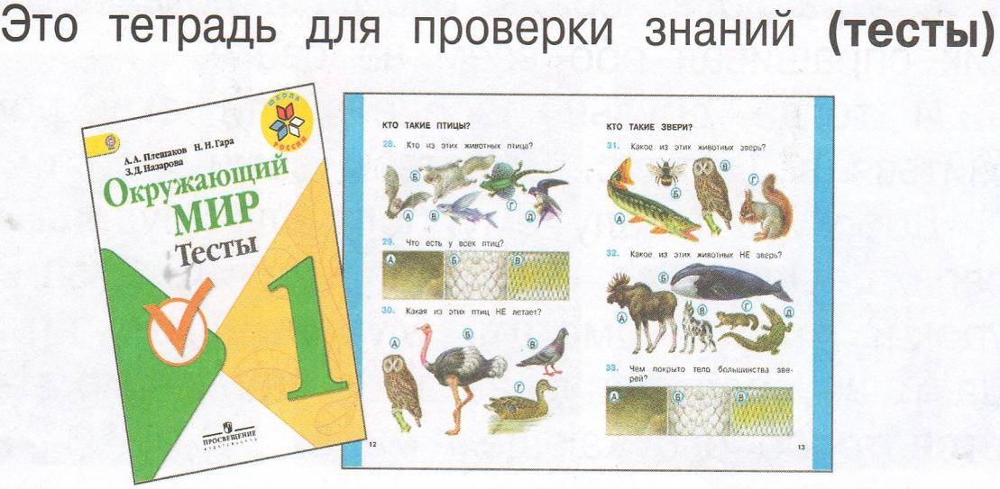 Это тетрадь для проверки знаний (тесты)
ШКОЛА
РОССИИ
А.А. Плешаков Н. Н. Гара
З.Д. Назарова
Окружающий
МИР
Тесты
1
ПРОСВЕЩЕНИЕ
ИЗДАТЕЛЬСТВО
КТО ТАКИЕ ПТИЦЫ?
28. Кто из этих животных птица?
Б
А В Г Д
29. Что есть у всех птиц?
А Б В
30. Какая из этих птиц НЕ летает?
А Б В
Г
12
КТО ТАКИЕ ЗВЕРИ?
31. Какое из этих животных зверь?
В
Б Г
А
32. Какое из этих животных НЕ зверь?
Б
А В Г Д
33. Чем покрыто тело большинства зве-
рей?
А Б В
13